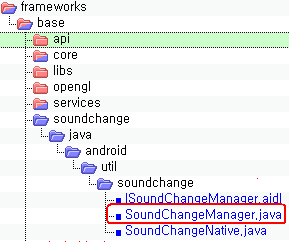 frameworks
base
api
core
libs
opengl
services
soundchange
java
android
util
soundchange
ISoundChangeManager.aidl
SoundChangeManager.java
SoundChangeNative.java